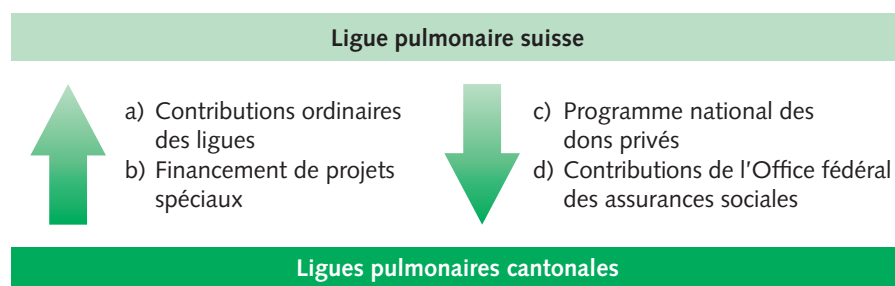 Ligue pulmonaire suisse
a) Contributions ordinaires
des ligues
b) Financement de projets
spéciaux
c) Programme national des
dons privés
d) Contributions de l’Office fédéral
des assurances sociales
Ligues pulmonaires cantonales